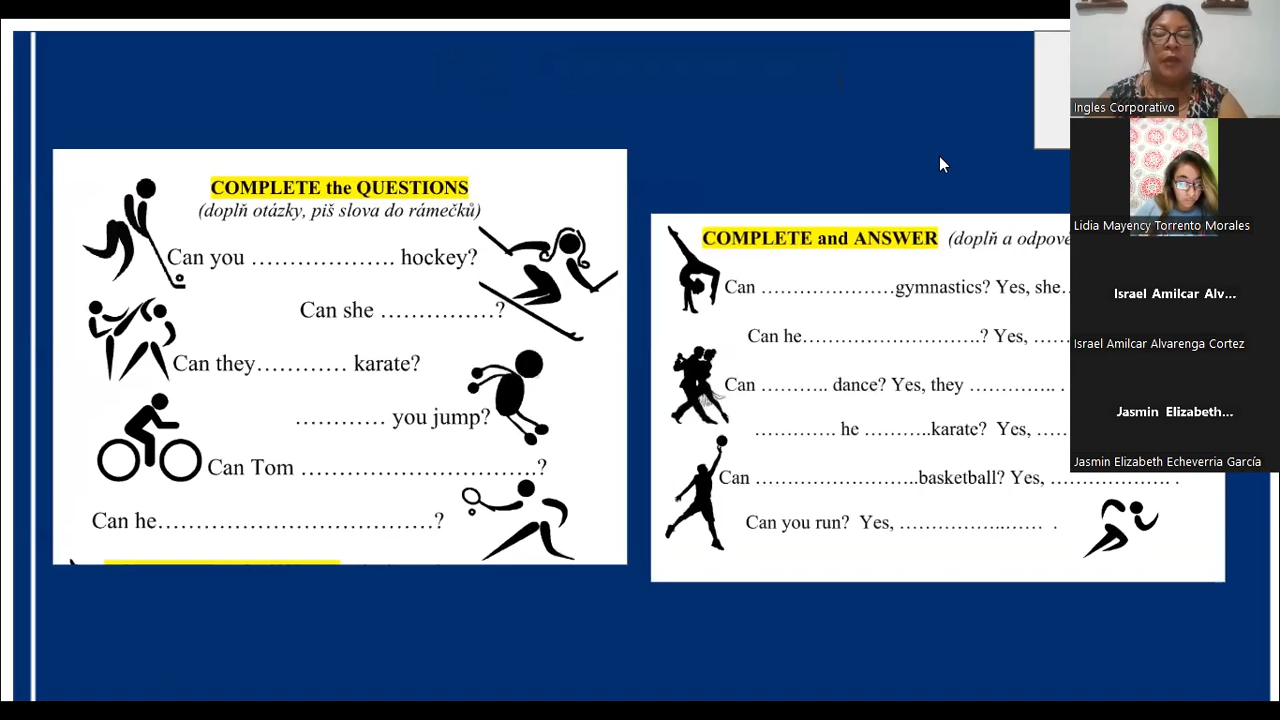 COMPLETE the QUESTIONS
(doplň otázky, piš slova do rámečků)
Can you ………………. hockey?
Can she ……………?
Can they………… karate?
………… you jump?
Can Tom ………………………….?
Can he………………………………?
COMPLETE and ANSWER (doplň a odpově
Can …………………gymnastics? Yes, she…
Can he……………………….? Yes, ……
Can ……….. dance? Yes, they ………….. .
…………. he ………..karate? Yes, ……
Can …………………….basketball? Yes, ……………… .
Can you run? Yes, ……………..…… .
Ingles Corporativo
Lidia Mayency Torrento Morales
Israel Amilcar Alv...
Israel Amilcar Alvarenga Cortez
Jasmin Elizabeth...
Jasmin Elizabeth Echeverria García